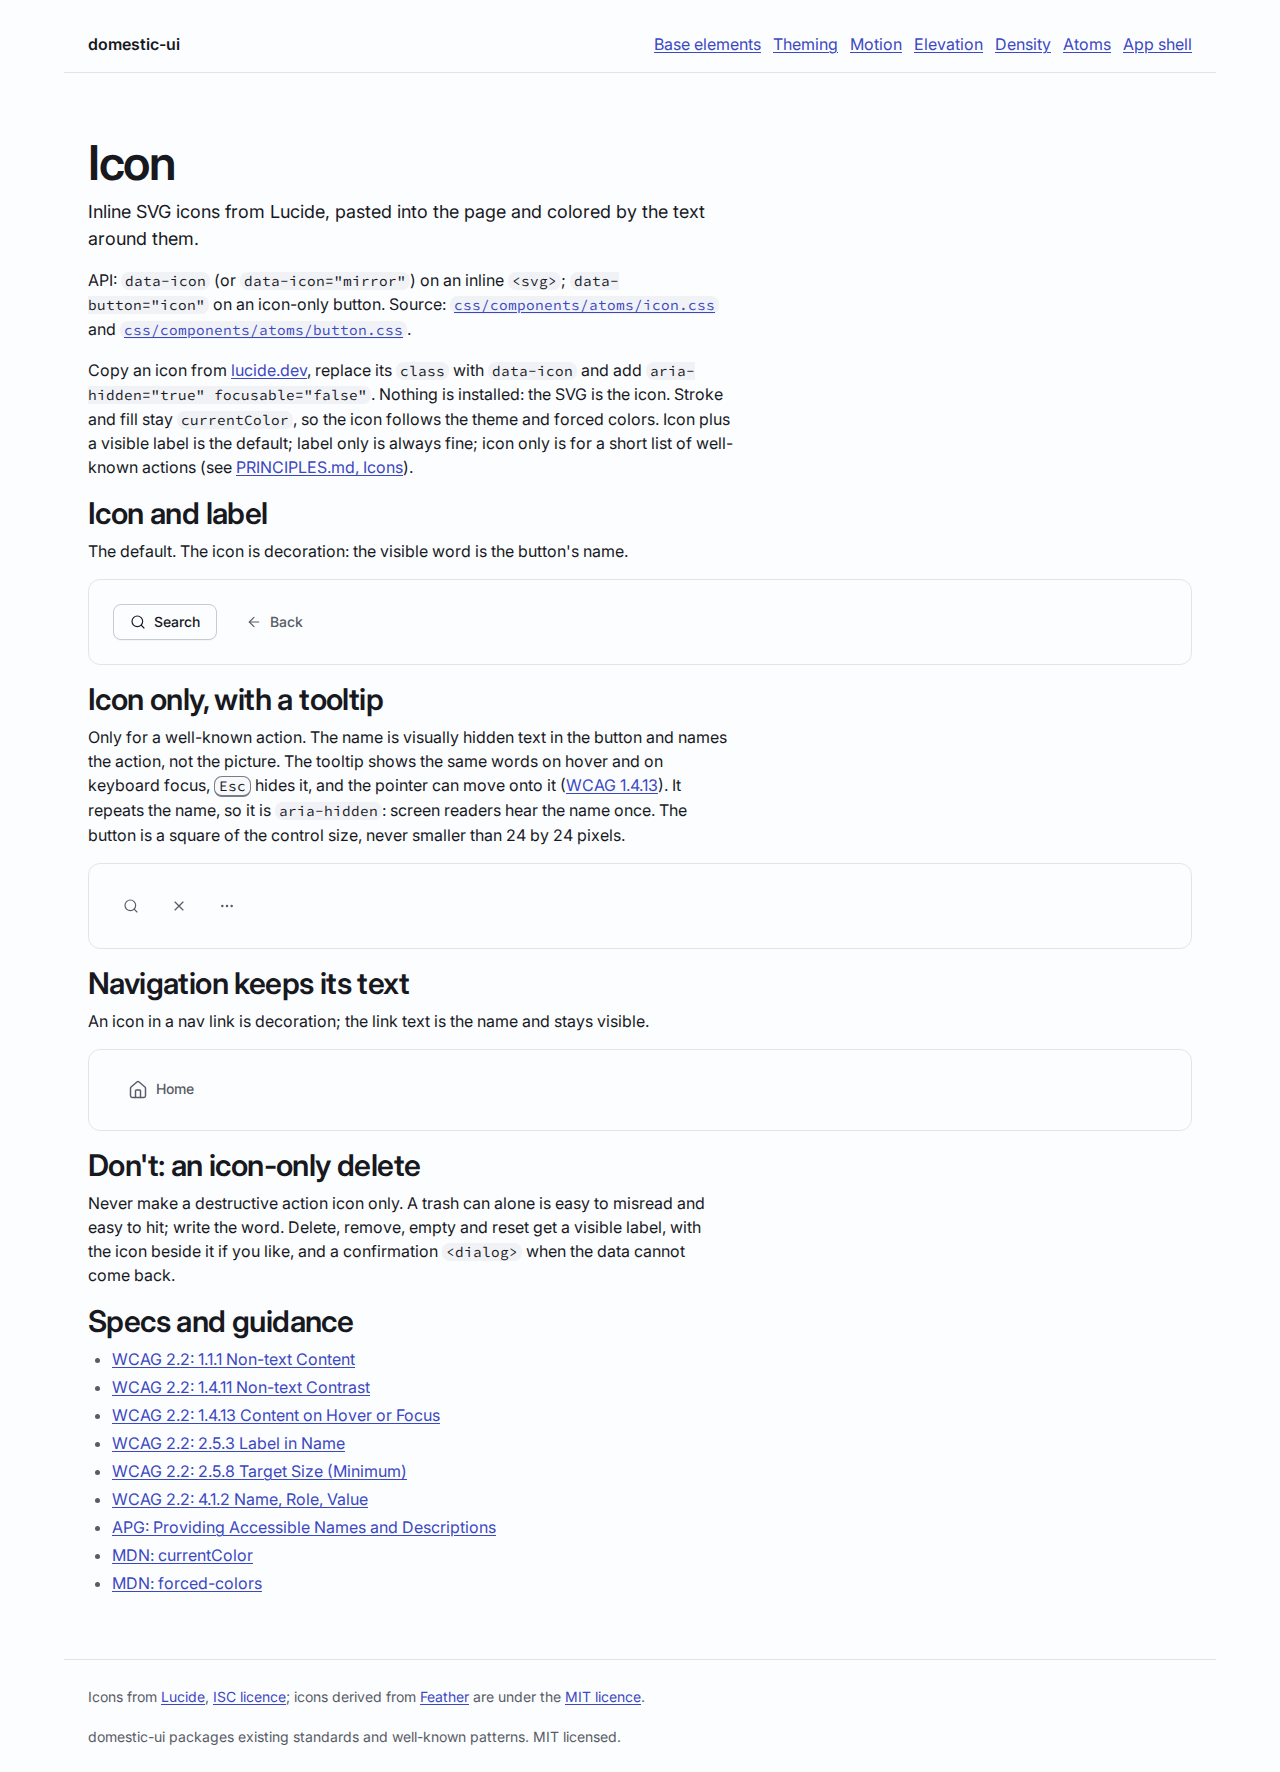 domestic-ui
Base elements Theming Motion Elevation Density Atoms App shell
Icon
Inline SVG icons from Lucide, pasted into the page and colored by the text
around them.
API: data-icon (or data-icon="mirror") on an inline <svg>; data-
button="icon" on an icon-only button. Source: css/components/atoms/icon.css
and css/components/atoms/button.css.
Copy an icon from lucide.dev, replace its class with data-icon and add aria-
hidden="true" focusable="false". Nothing is installed: the SVG is the icon. Stroke
and fill stay currentColor, so the icon follows the theme and forced colors. Icon plus
a visible label is the default; label only is always fine; icon only is for a short list of well-
known actions (see PRINCIPLES.md, Icons).
Icon and label
The default. The icon is decoration: the visible word is the button's name.
Search Back
Icon only, with a tooltip
Only for a well-known action. The name is visually hidden text in the button and names
the action, not the picture. The tooltip shows the same words on hover and on
keyboard focus, Esc hides it, and the pointer can move onto it (WCAG 1.4.13). It
repeats the name, so it is aria-hidden: screen readers hear the name once. The
button is a square of the control size, never smaller than 24 by 24 pixels.
Navigation keeps its text
An icon in a nav link is decoration; the link text is the name and stays visible.
Home
Don't: an icon-only delete
Never make a destructive action icon only. A trash can alone is easy to misread and
easy to hit; write the word. Delete, remove, empty and reset get a visible label, with
the icon beside it if you like, and a confirmation <dialog> when the data cannot
come back.
Specs and guidance
WCAG 2.2: 1.1.1 Non-text Content
WCAG 2.2: 1.4.11 Non-text Contrast
WCAG 2.2: 1.4.13 Content on Hover or Focus
WCAG 2.2: 2.5.3 Label in Name
WCAG 2.2: 2.5.8 Target Size (Minimum)
WCAG 2.2: 4.1.2 Name, Role, Value
APG: Providing Accessible Names and Descriptions
MDN: currentColor
MDN: forced-colors
Icons from Lucide, ISC licence; icons derived from Feather are under the MIT licence.
domestic-ui packages existing standards and well-known patterns. MIT licensed.